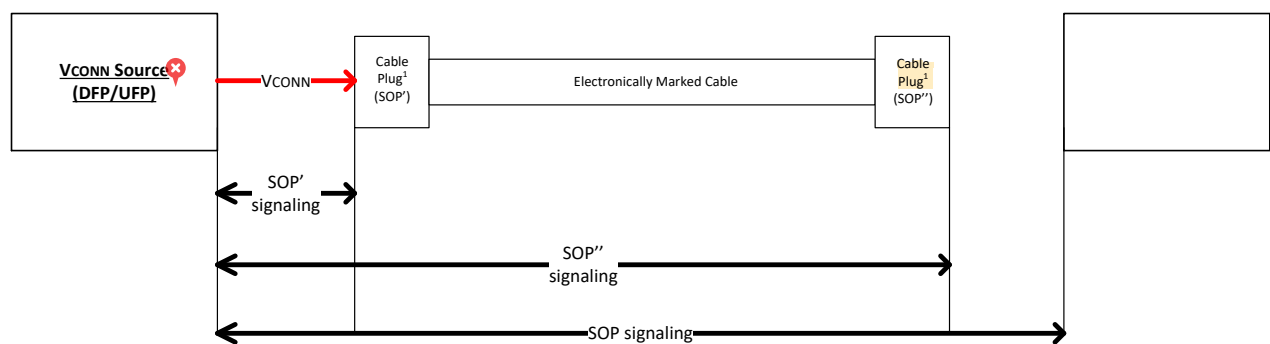 VCONN Source
(DFP/UFP)
VCONN
Cable
Plug1
(SOP’)
Electronically Marked Cable
Cable
Plug1
(SOP’’)
SOP’
signaling
SOP’’
signaling
SOP signaling